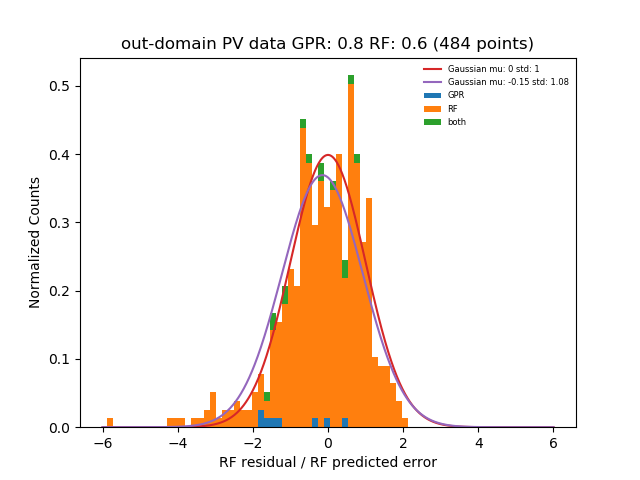 out-domain PV data GPR: 0.8 RF: 0.6 (484 points)
Gaussian mu: 0 std: 1
Gaussian mu: -0.15 std: 1.08
GPR
RF
both
Normalized Counts
0.5
0.4
0.3
0.2
0.1
0.0
−6 −4 −2 0 2 4 6
RF residual / RF predicted error